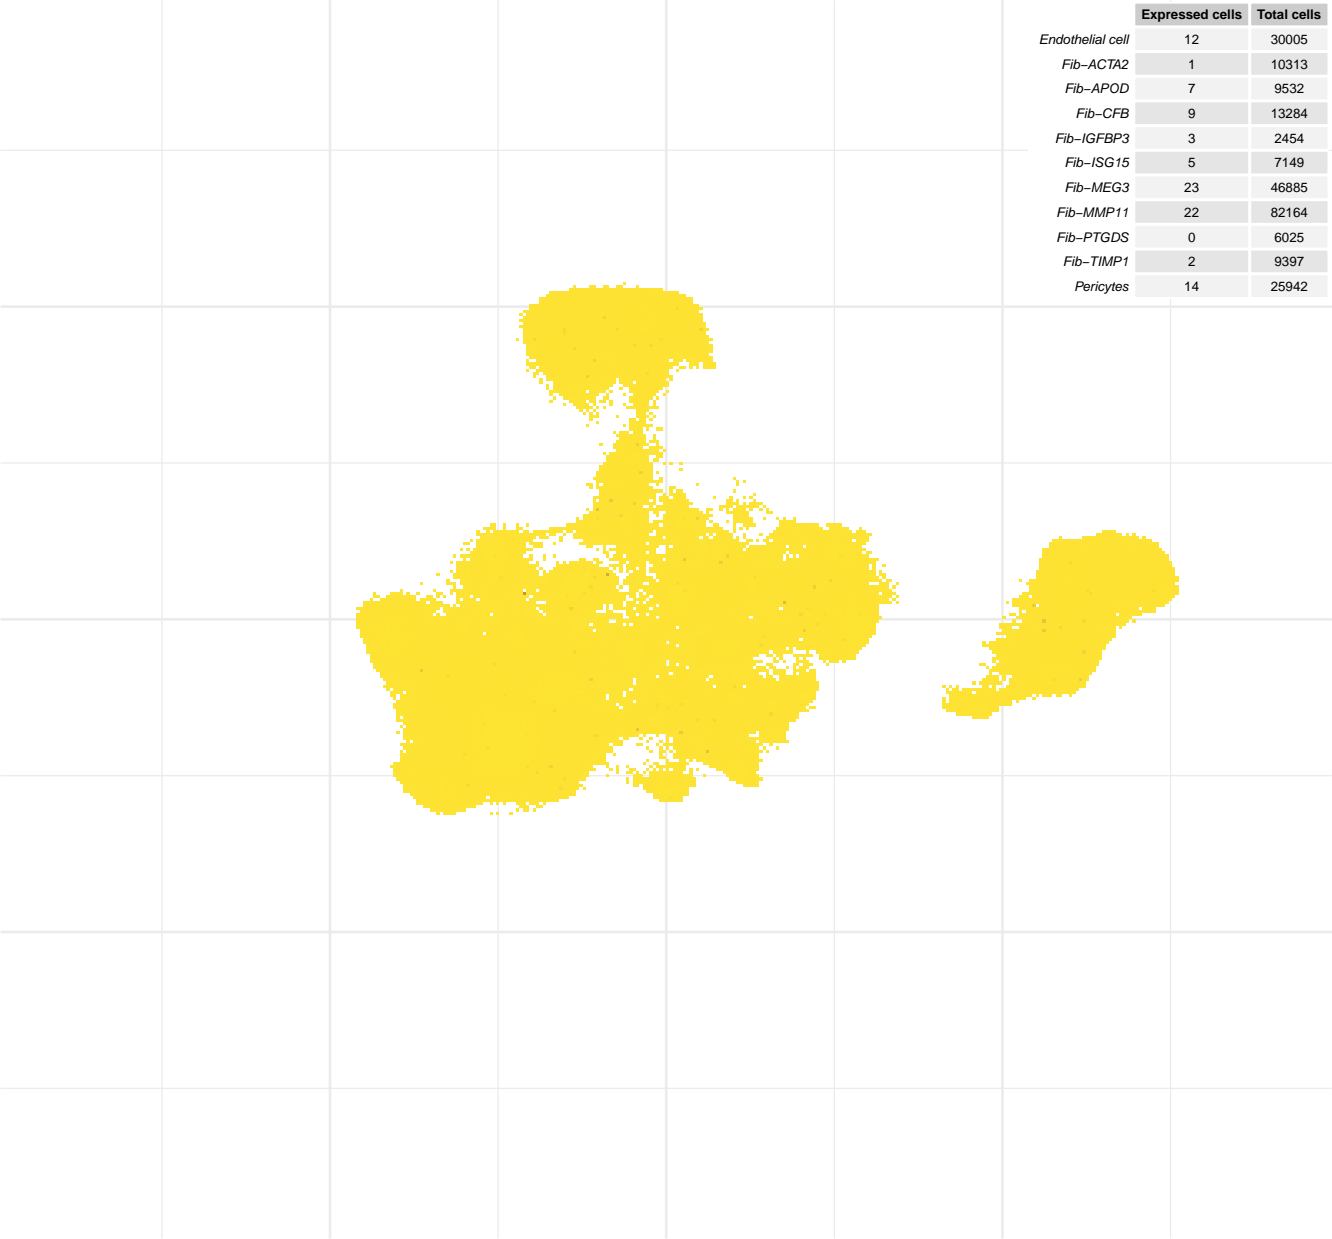 Expressed cells Total cells
Endothelial cell 12 30005
Fib−ACTA2 1 10313
Fib−APOD 7 9532
Fib−CFB 9 13284
Fib−IGFBP3 3 2454
Fib−ISG15 5 7149
Fib−MEG3 23 46885
Fib−MMP11 22 82164
Fib−PTGDS 0 6025
Fib−TIMP1 2 9397
Pericytes 14 25942